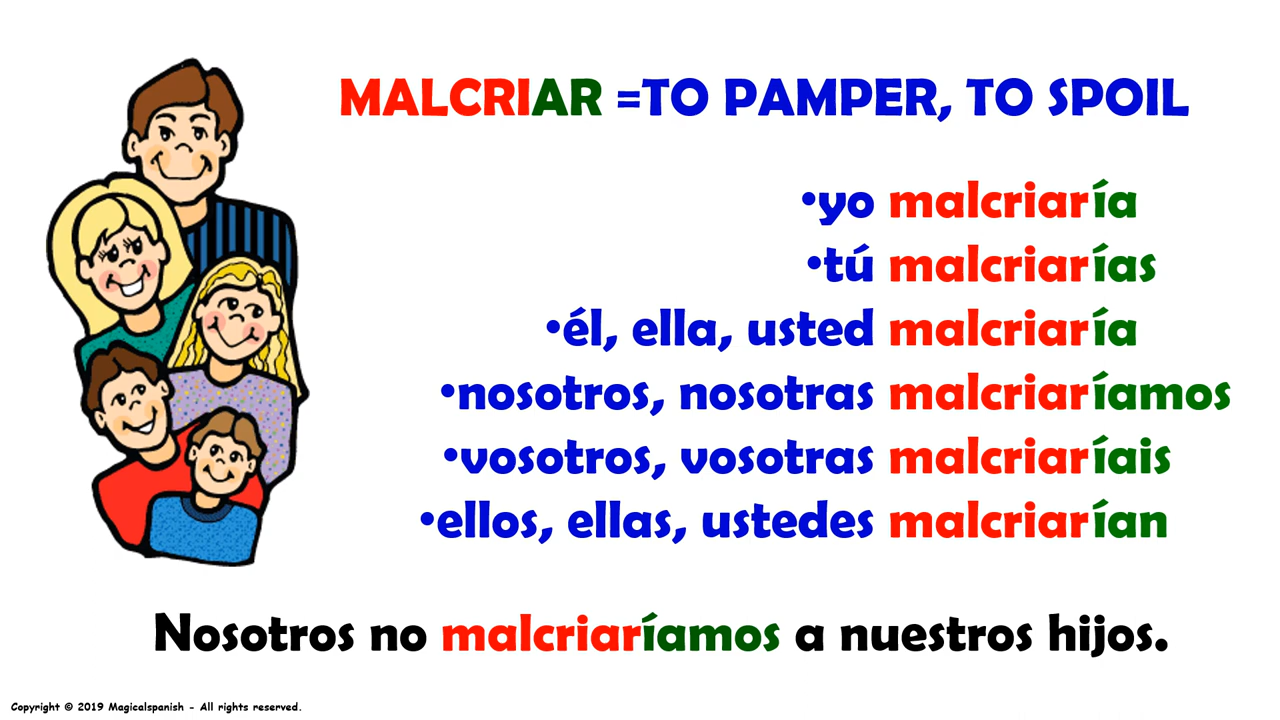 MALCRIAR =TO PAMPER, TO SPOIL
•yo malcriaría
•tú malcriarías
•él, ella, usted malcriaría
•nosotros, nosotras malcriaríamos
•vosotros, vosotras malcriaríais
•ellos, ellas, ustedes malcriarían
Nosotros no malcriaríamos a nuestros hijos.
Copyright © 2019 Magicalspanish - All rights reserved.